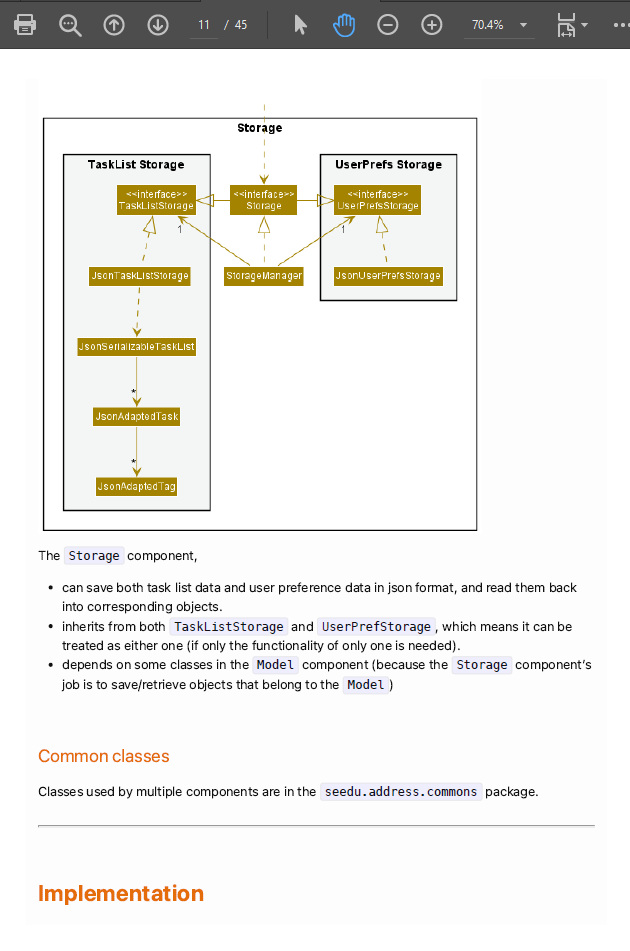 11 / 45
70.4%
Storage
TaskList Storage
UserPrefs Storage
<<interface>>
TaskListStorage
<<interface>>
Storage
<<interface>>
UserPrefsStorage
1
1
JsonTaskListStorage
StorageManager
JsonUserPrefsStorage
JsonSerializableTaskList
*
JsonAdaptedTask
*
JsonAdaptedTag
The Storage component,
• can save both task list data and user preference data in json format, and read them back
into corresponding objects.
• inherits from both TaskListStorage and UserPrefStorage, which means it can be
treated as either one (if only the functionality of only one is needed).
• depends on some classes in the Model component (because the Storage component's
job is to save/retrieve objects that belong to the Model)
Common classes
Classes used by multiple components are in the seedu.address.commons package.
Implementation